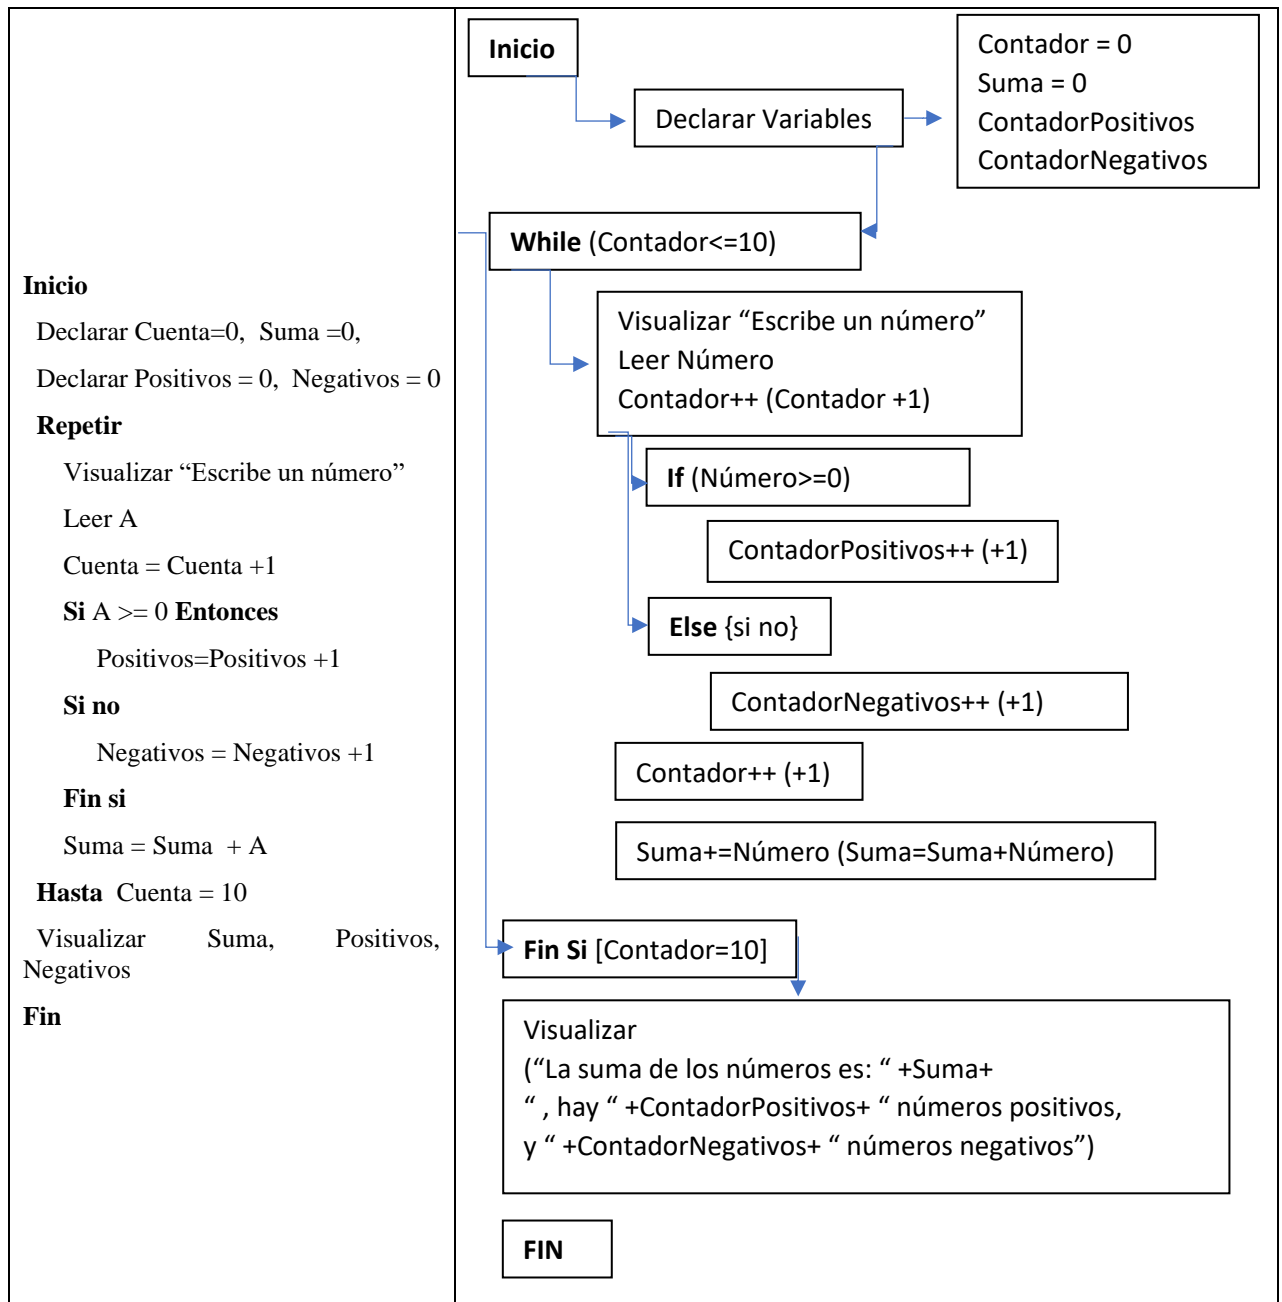 Inicio
Declarar Cuenta=0, Suma =0,
Declarar Positivos = 0, Negativos = 0
Repetir
Visualizar “Escribe un número”
Leer A
Cuenta = Cuenta +1
Si A >= 0 Entonces
Positivos=Positivos +1
Si no
Negativos = Negativos +1
Fin si
Suma = Suma + A
Hasta Cuenta = 10
Visualizar Suma, Positivos,
Negativos
Fin
Inicio
Declarar Variables
Contador = 0
Suma = 0
ContadorPositivos
ContadorNegativos
While (Contador<=10)
Visualizar “Escribe un número”
Leer Número
Contador++ (Contador +1)
If (Número>=0)
ContadorPositivos++ (+1)
Else {si no}
ContadorNegativos++ (+1)
Contador++ (+1)
Suma+=Número (Suma=Suma+Número)
Fin Si [Contador=10]
Visualizar
(“La suma de los números es: “ +Suma+
“ , hay “ +ContadorPositivos+ “ números positivos,
y “ +ContadorNegativos+ “ números negativos”)
FIN